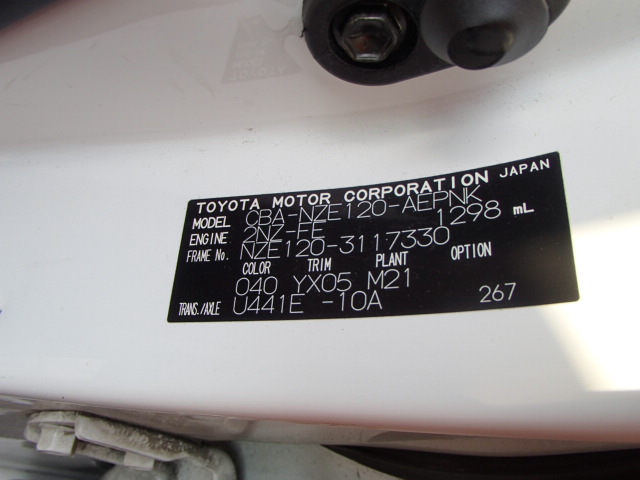 TOYOTA MOTOR CORPORATION JAPAN
MODEL CBA-NZE120-AEPNK
ENGINE 2NZ-FE 1298 mL
FRAME No. NZE120-3117330
COLOR TRIM PLANT OPTION
040 YX05 M21
TRANS./AXLE U441E -10A 267